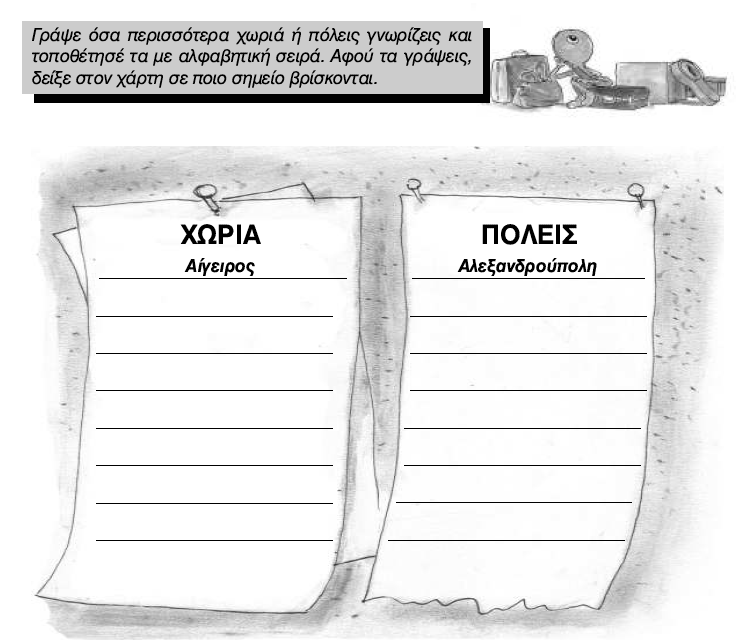 Γράψε όσα περισσότερα χωριά ή πόλεις γνωρίζεις και
τοποθέτησέ τα με αλφαβητική σειρά. Αφού τα γράψεις,
δείξε στον χάρτη σε ποιο σημείο βρίσκονται.
ΧΩΡΙΑ
Αίγειρος
ΠΟΛΕΙΣ
Αλεξανδρούπολη